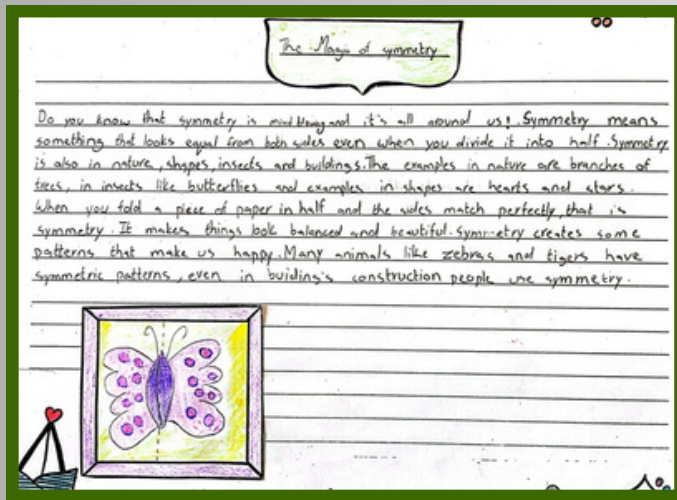 The Magic of symmetry
Do you know that symmetry is mind blowing and it's all around us! Symmetry means
something that looks equal from both sides even when you divide it into half. Symmetry
is also in nature, shapes, insects and buildings. The examples in nature are branches of
trees, in insects like butterflies and examples in shapes are hearts and stars.
When you fold a piece of paper in half and the sides match perfectly, that is
symmetry. It makes things look balanced and beautiful. Symmetry creates some
patterns that make us happy. Many animals like zebras and tigers have
symmetric patterns, even in building's construction people use symmetry.